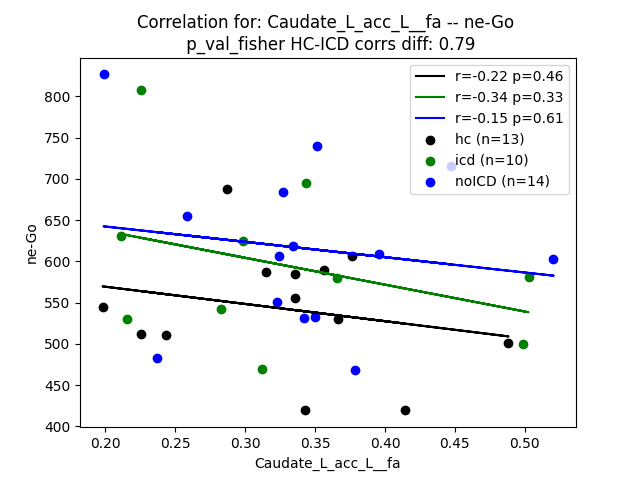 Correlation for: Caudate_L_acc_L__fa -- ne-Go
p_val_fisher HC-ICD corrs diff: 0.79
r=-0.22 p=0.46
r=-0.34 p=0.33
r=-0.15 p=0.61
hc (n=13)
icd (n=10)
noICD (n=14)
800
750
700
650
600
550
500
450
400
ne-Go
0.20 0.25 0.30 0.35 0.40 0.45 0.50
Caudate_L_acc_L__fa